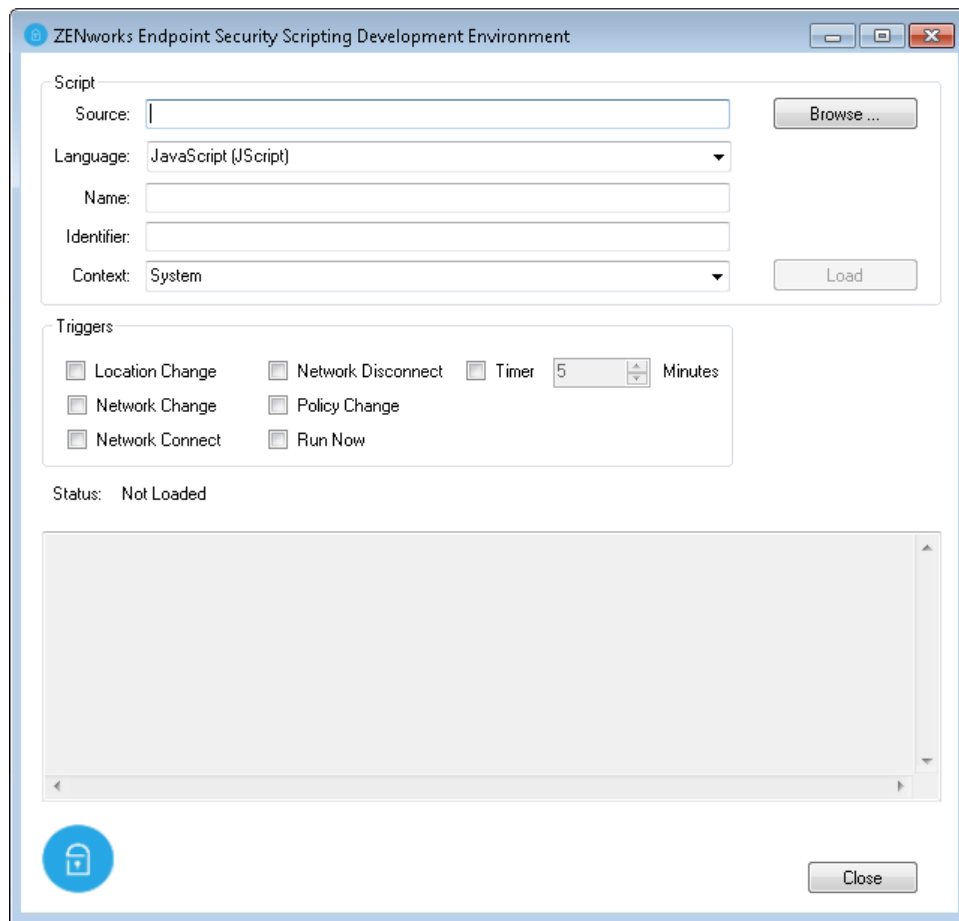 ZENworks Endpoint Security Scripting Development Environment
Script
Source: Browse ...
Language: JavaScript (JScript)
Name:
Identifier:
Context: System Load
Triggers
Location Change Network Disconnect Timer 5 Minutes
Network Change Policy Change
Network Connect Run Now
Status: Not Loaded
Close